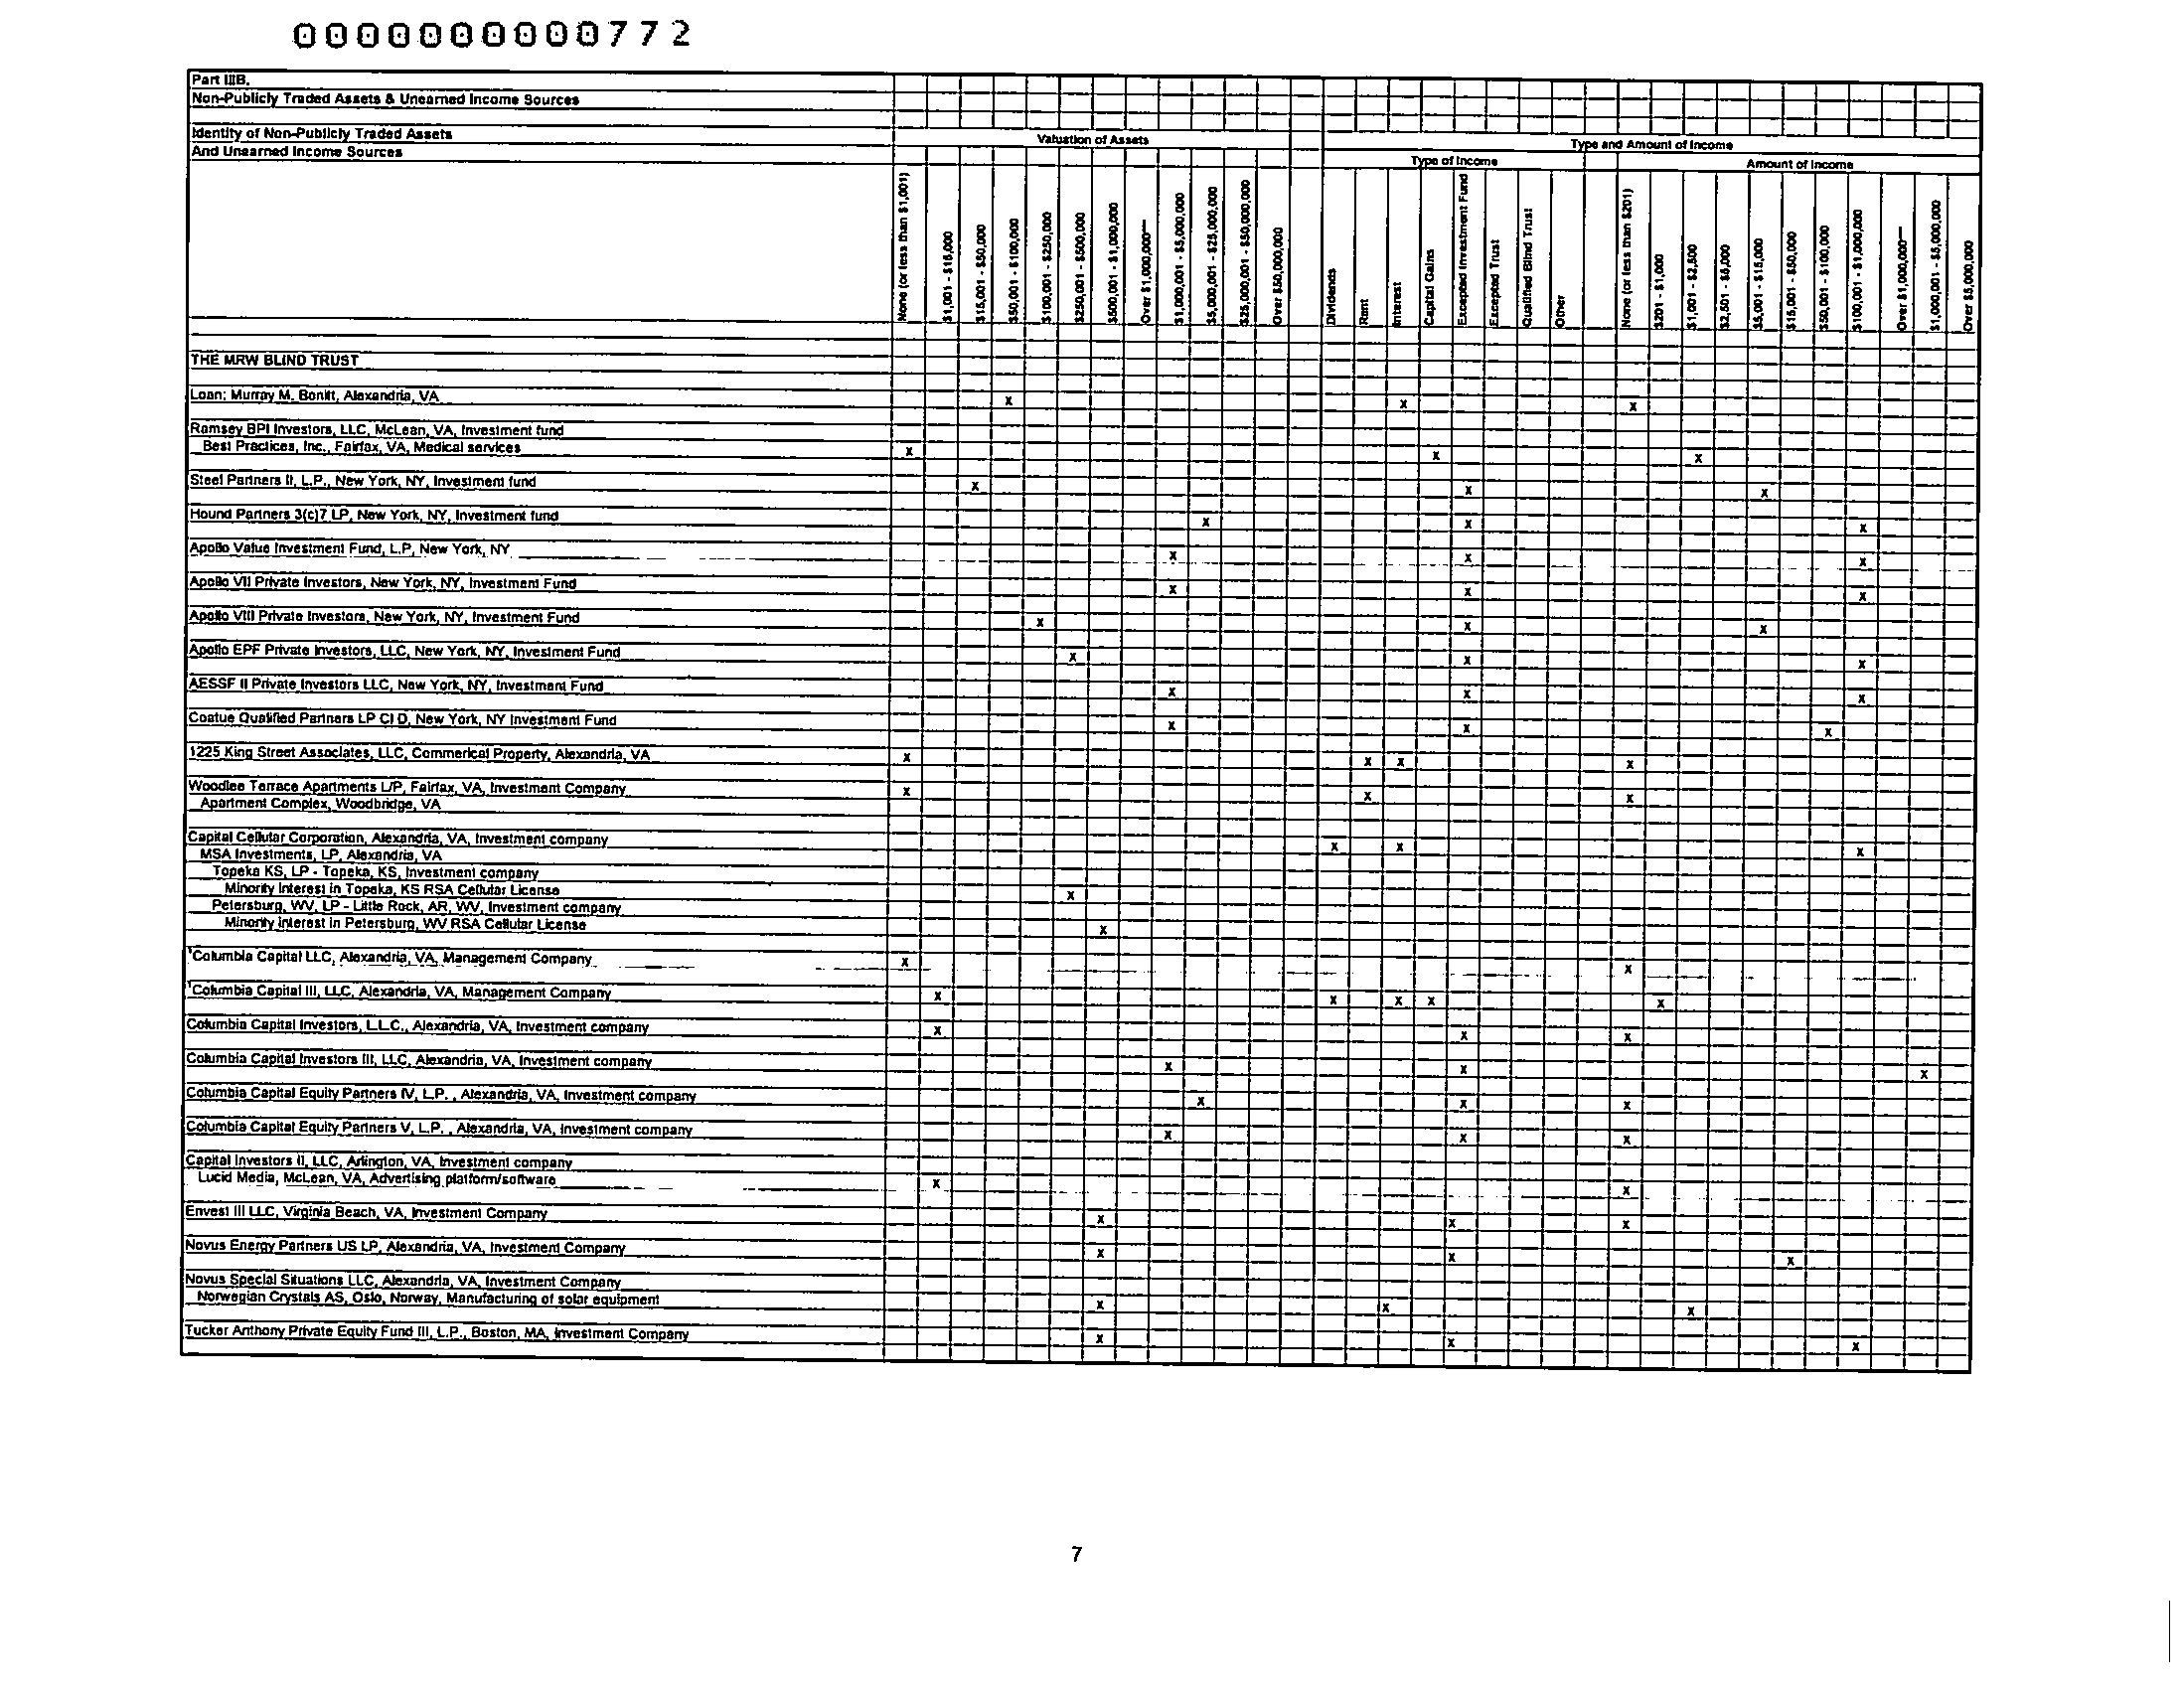 0000000000772
Part IIIB.
Non-Publicly Traded Assets & Unearned Income Sources
Identity of Non-Publicly Traded Assets
And Unearned Income Sources
Valuation of Assets
Type and Amount of Income
Type of Income
Amount of Income
None (or less than $1,001)
$1,001 - $15,000
$15,001 - $50,000
$50,001 - $100,000
$100,001 - $250,000
$250,001 - $500,000
$500,001 - $1,000,000
Over $1,000,000***
$1,000,001 - $5,000,000
$5,000,001 - $25,000,000
$25,000,001 - $50,000,000
Over $50,000,000
Dividends
Rent
Interest
Capital Gains
Excepted Investment Fund
Excepted Trust
Qualified Blind Trust
Other
None (or less than $201)
$201 - $1,000
$1,001 - $2,500
$2,501 - $5,000
$5,001 - $15,000
$15,001 - $50,000
$50,001 - $100,000
$100,001 - $1,000,000
Over $1,000,000***
$1,000,001 - $5,000,000
Over $5,000,000
THE MRW BLIND TRUST
Loan: Murray M. Bonitt, Alexandria, VA x x x
Ramsey BPI Investors, LLC, McLean, VA, Investment fund
Best Practices, Inc., Fairfax, VA, Medical services x x x
Steel Partners II, L.P., New York, NY, Investment fund x x x
Hound Partners 3(c)7 LP, New York, NY, Investment fund x x x
Apollo Value Investment Fund, L.P, New York, NY x x x
Apollo VII Private Investors, New York, NY, Investment Fund x x x
Apollo VIII Private Investors, New York, NY, Investment Fund x x x
Apollo EPF Private Investors, LLC, New York, NY, Investment Fund x x x
AESSF II Private Investors LLC, New York, NY, Investment Fund x x x
Coatue Qualified Partners LP Cl D, New York, NY Investment Fund x x x
1225 King Street Associates, LLC, Commerical Property, Alexandria, VA x x x x
Woodlee Terrace Apartments L/P, Fairfax, VA, Investment Company x x x
Apartment Complex, Woodbridge, VA
Capital Cellular Corporation, Alexandria, VA, Investment company
MSA Investments, LP, Alexandria, VA x x x
Topeka KS, LP - Topeka, KS, Investment company
Minority Interest in Topeka, KS RSA Cellular License x
Petersburg, WV, LP - Little Rock, AR, WV, Investment company
Minority Interest in Petersburg, WV RSA Cellular License x
¹Columbia Capital LLC, Alexandria, VA, Management Company x x
¹Columbia Capital III, LLC, Alexandria, VA, Management Company x x x x x
Columbia Capital Investors, L.L.C., Alexandria, VA, Investment company x x x
Columbia Capital Investors III, LLC, Alexandria, VA, Investment company x x x
Columbia Capital Equity Partners IV, L.P. , Alexandria, VA, Investment company x x x
Columbia Capital Equity Partners V, L.P. , Alexandria, VA, Investment company x x x
Capital Investors II, LLC, Arlington, VA, Investment company
Lucid Media, McLean, VA, Advertising platform/software x x
Envest III LLC, Virginia Beach, VA, Investment Company x x x
Novus Energy Partners US LP, Alexandria, VA, Investment Company x x x
Novus Special Situations LLC, Alexandria, VA, Investment Company
Norwegian Crystals AS, Oslo, Norway, Manufacturing of solar equipment x x x
Tucker Anthony Private Equity Fund III, L.P., Boston, MA, Investment Company x x x
7